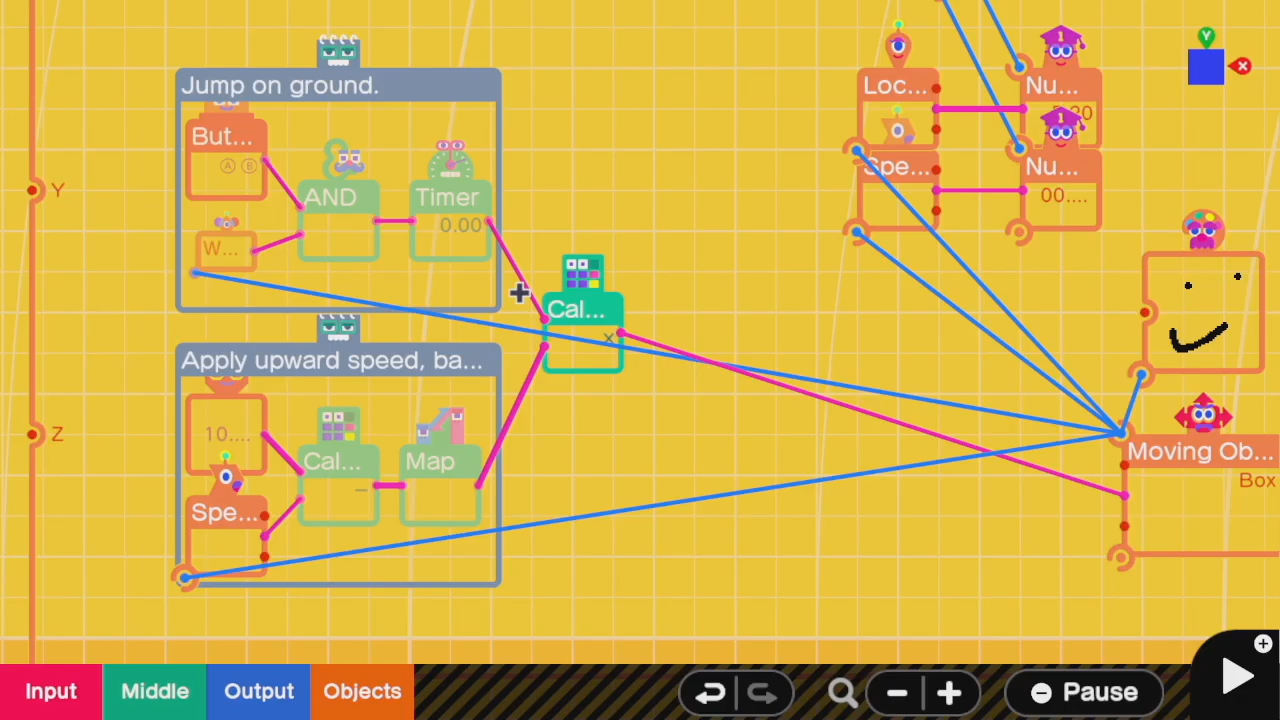 Jump on ground.
But...
A B
AND
Timer
0.00
W...
Y
Cal...
×
Loc...
Nu...
Spe...
Nu...
00....
Y
×
Apply upward speed, ba...
10....
Cal...
−
Map
Spe...
Z
Moving Ob...
Box
Input
Middle
Output
Objects
Pause